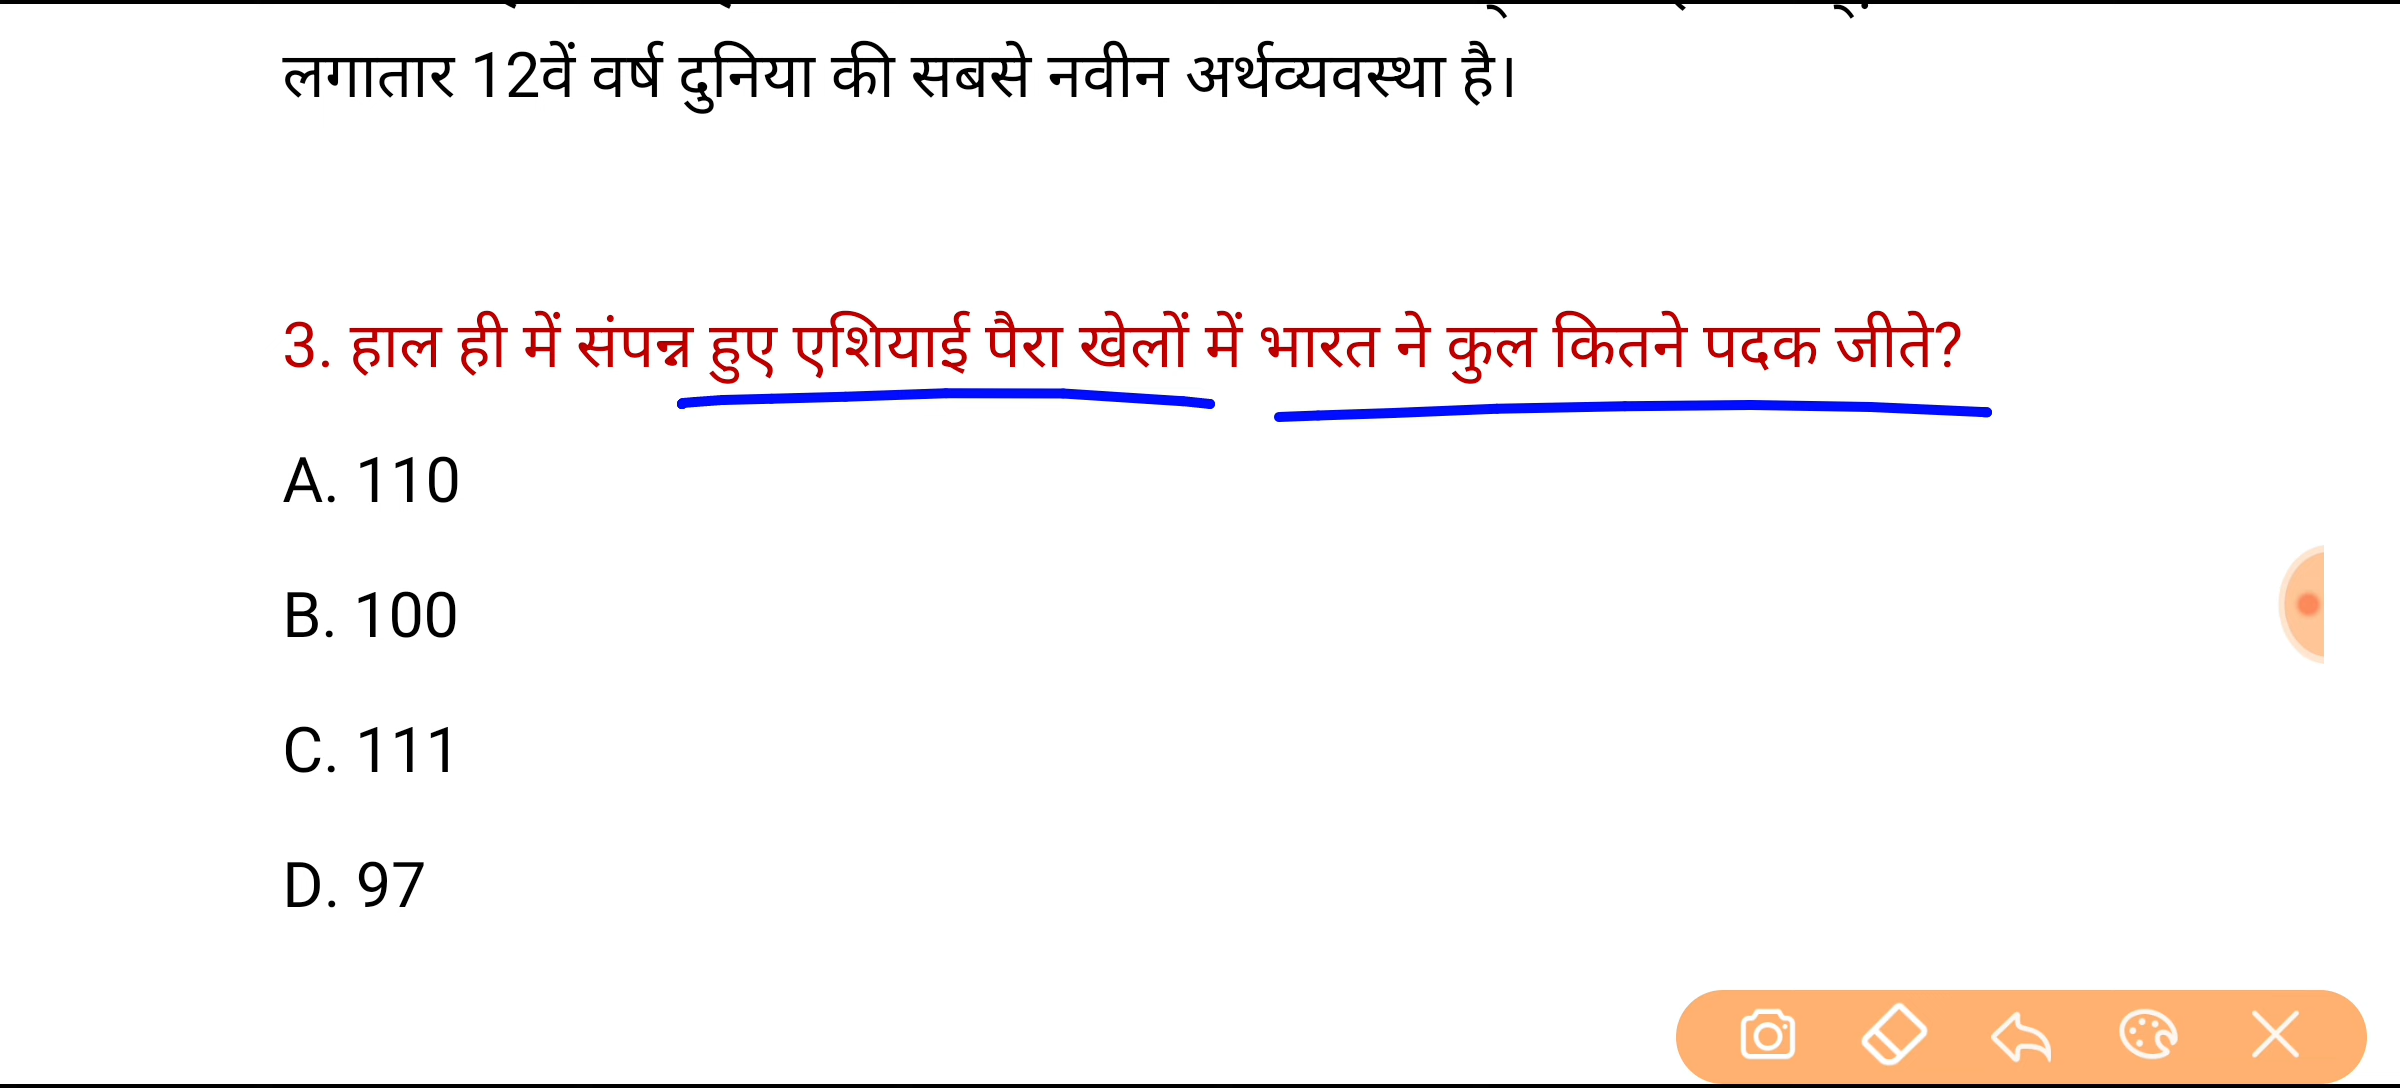 लगातार 12वें वर्ष दुनिया की सबसे नवीन अर्थव्यवस्था है।
3. हाल ही में संपन्न हुए एशियाई पैरा खेलों में भारत ने कुल कितने पदक जीते?
A. 110
B. 100
C. 111
D. 97